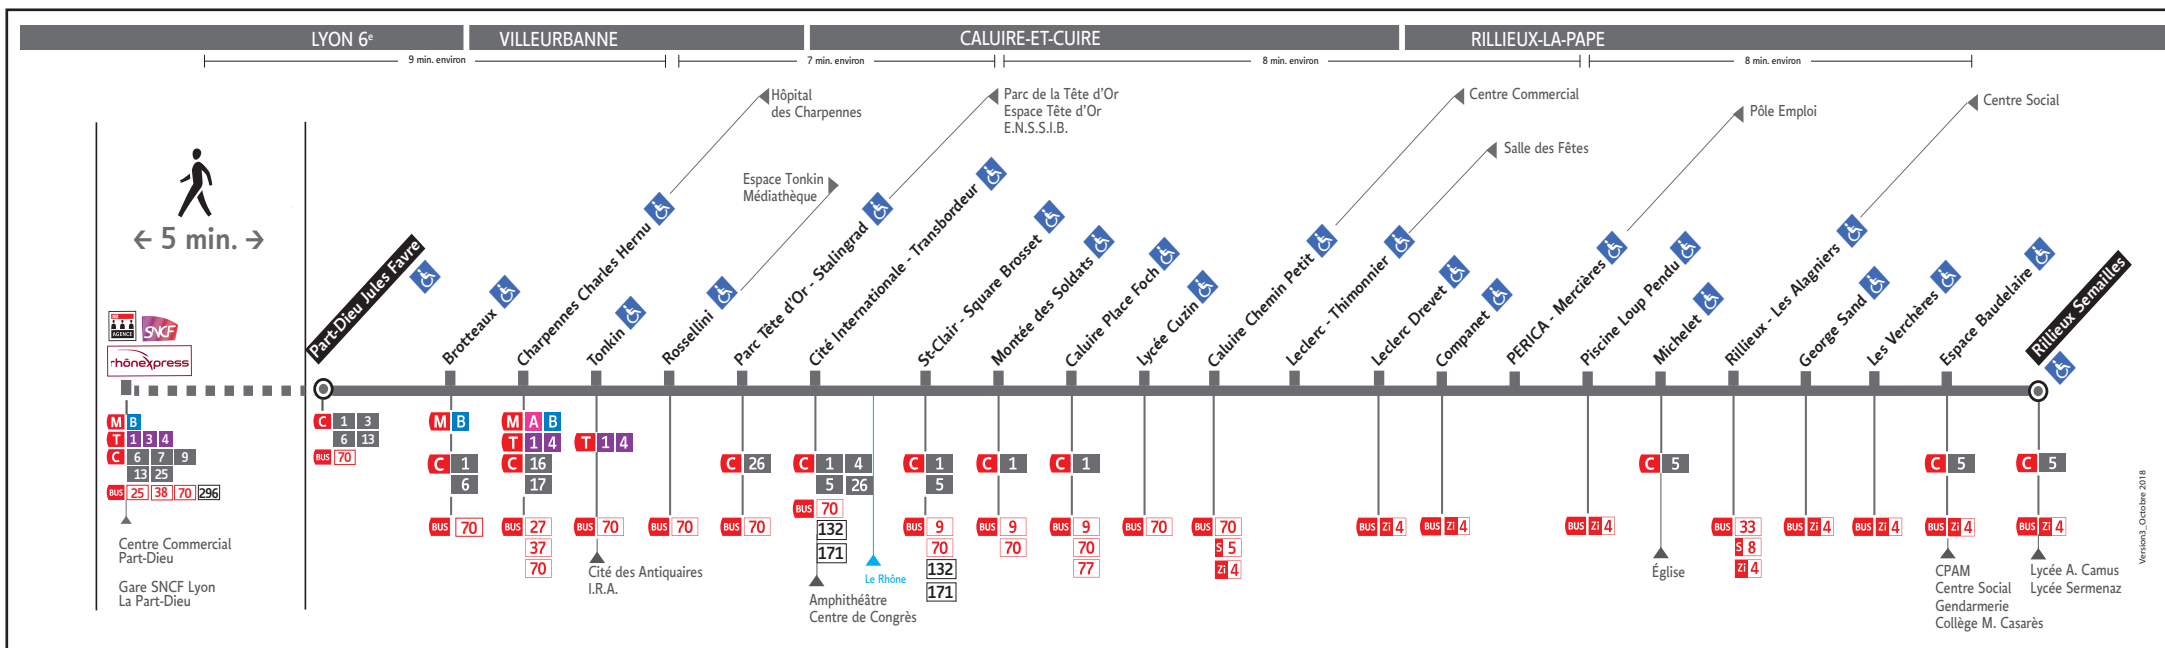 LYON 6e
VILLEURBANNE
CALUIRE-ET-CUIRE
RILLIEUX-LA-PAPE
9 min. environ
7 min. environ
8 min. environ
8 min. environ
Hôpital
des Charpennes
Espace Tonkin
Médiathèque
Parc de la Tête d'Or
Espace Tête d'Or
E.N.S.S.I.B.
Centre Commercial
Salle des Fêtes
Pôle Emploi
Centre Social
← 5 min. →
AGENCE
SNCF
rhônexpress
Part-Dieu Jules Favre
Brotteaux
Charpennes Charles Hernu
Tonkin
Rossellini
Parc Tête d'Or - Stalingrad
Cité Internationale - Transbordeur
St-Clair - Square Brosset
Montée des Soldats
Caluire Place Foch
Lycée Cuzin
Caluire Chemin Petit
Leclerc - Thimonnier
Leclerc Drevet
Companet
PERICA - Mercières
Piscine Loup Pendu
Michelet
Rillieux - Les Alagniers
George Sand
Les Verchères
Espace Baudelaire
Rillieux Semailles
M B
T 1 3 4
C 6 7 9
13 25
BUS 25 38 70 296
Centre Commercial
Part-Dieu
Gare SNCF Lyon
La Part-Dieu
C 1 3
6 13
BUS 70
M B
C 1
6
BUS 70
M A B
T 1 4
C 16
17
BUS 27
37
70
T 1 4
BUS 70
Cité des Antiquaires
I.R.A.
BUS 70
C 26
BUS 70
C 1 4
5 26
BUS 70
132
171
Amphithéâtre
Centre de Congrès
Le Rhône
C 1
5
BUS 9
70
132
171
C 1
BUS 9
70
C 1
BUS 9
70
77
BUS 70
BUS 70
S 5
Zi 4
BUS Zi 4
BUS Zi 4
BUS Zi 4
C 5
Église
BUS 33
S 8
Zi 4
BUS Zi 4
BUS Zi 4
C 5
BUS Zi 4
CPAM
Centre Social
Gendarmerie
Collège M. Casarès
C 5
BUS Zi 4
Lycée A. Camus
Lycée Sermenaz
Version3_Octobre 2018